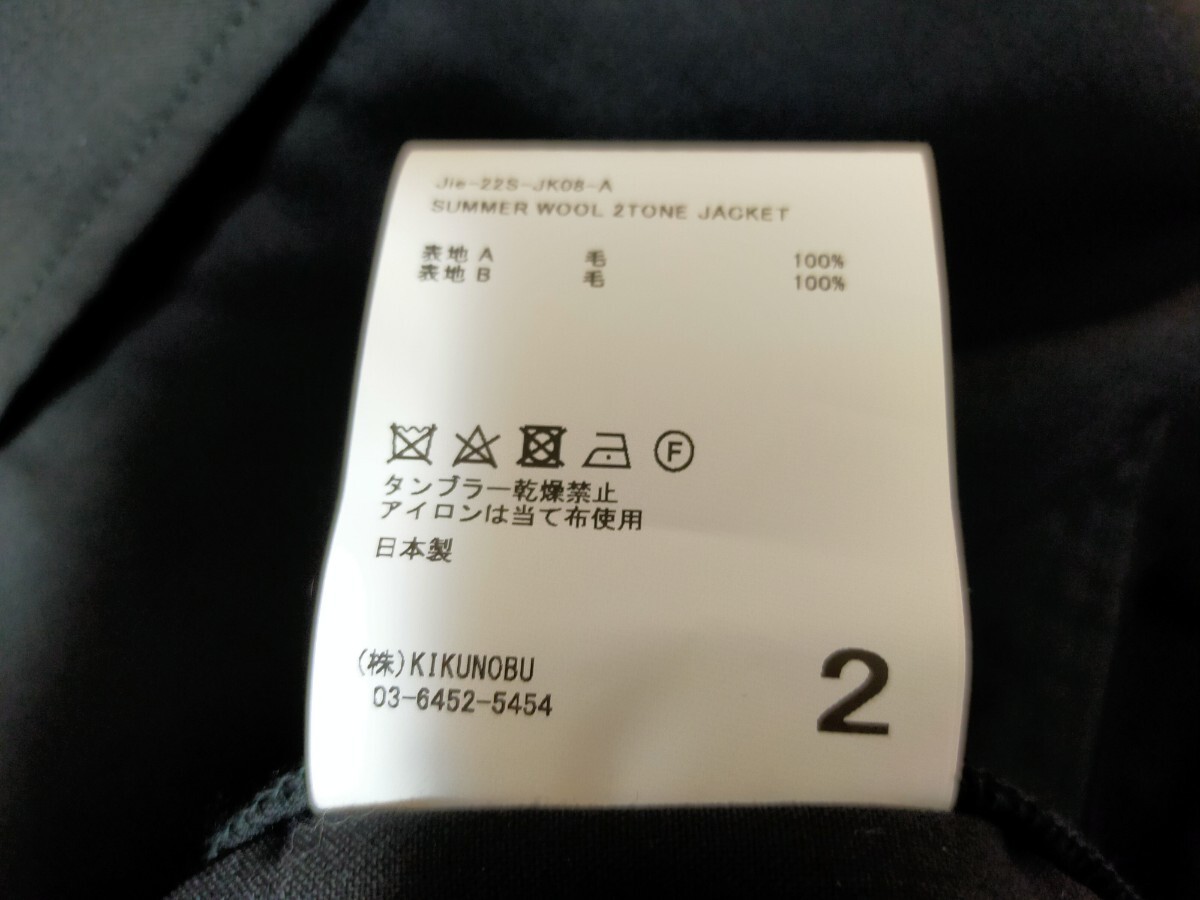 Jie-22S-JK08-A
SUMMER WOOL 2TONE JACKET
表地 A 毛 100%
表地 B 毛 100%
F
タンブラー乾燥禁止
アイロンは当て布使用
日本製
(株)KIKUNOBU
03-6452-5454
2